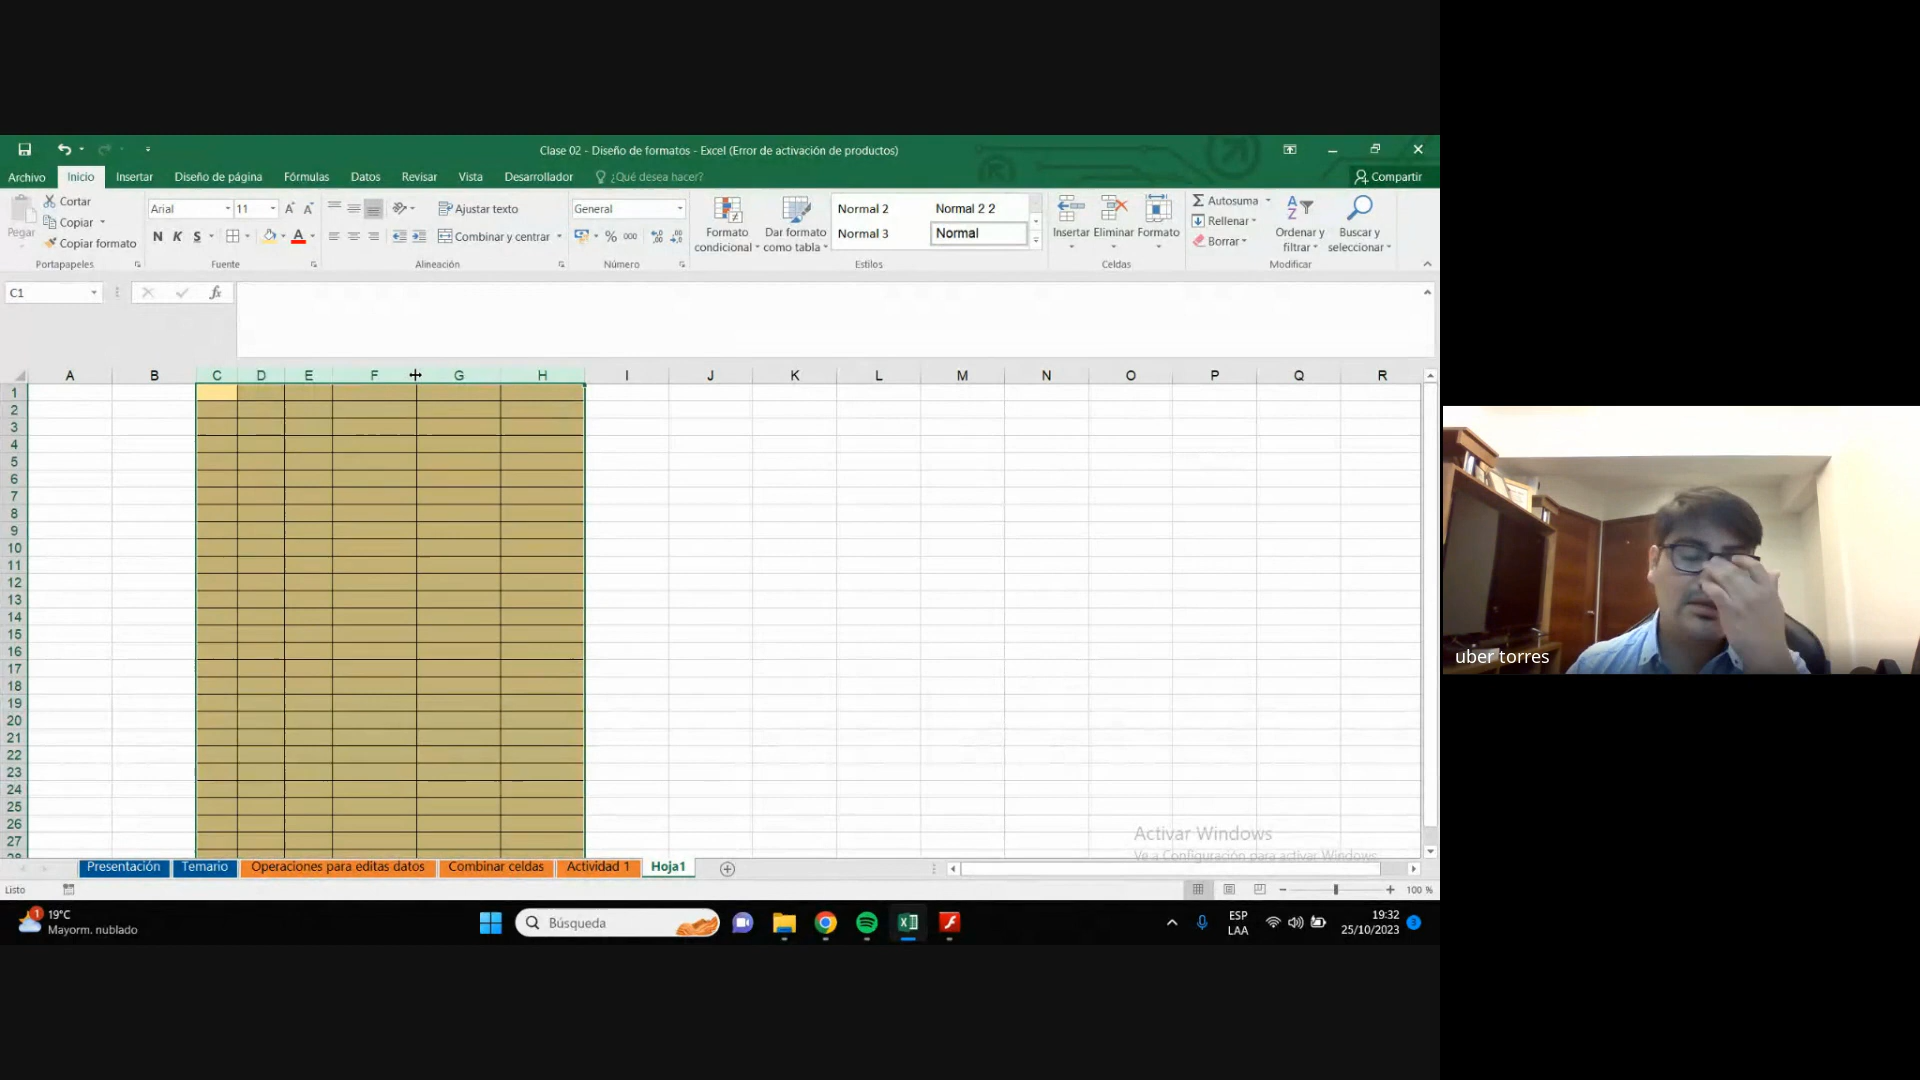 Clase 02 - Diseño de formatos - Excel (Error de activación de productos)
Archivo Inicio Insertar Diseño de página Fórmulas Datos Revisar Vista Desarrollador ¿Qué desea hacer? Compartir
Pegar
Cortar
Copiar
Copiar formato
Portapapeles
Arial 11
N K S
Fuente
Ajustar texto
Combinar y centrar
Alineación
General
% 000
Número
Formato condicional
Dar formato como tabla
Normal 2 Normal 2 2
Normal 3 Normal
Estilos
Insertar Eliminar Formato
Celdas
Autosuma
Rellenar
Borrar
Ordenar y filtrar
Buscar y seleccionar
Modificar
C1
fx
A B C D E F G H I J K L M N O P Q R
1
2
3
4
5
6
7
8
9
10
11
12
13
14
15
16
17
18
19
20
21
22
23
24
25
26
27
28
Activar Windows
Ve a Configuración para activar Windows.
Presentación Temario Operaciones para editas datos Combinar celdas Actividad 1 Hoja1
Listo
100 %
1
19°C
Mayorm. nublado
Búsqueda
ESP
LAA
19:32
25/10/2023
3
uber torres